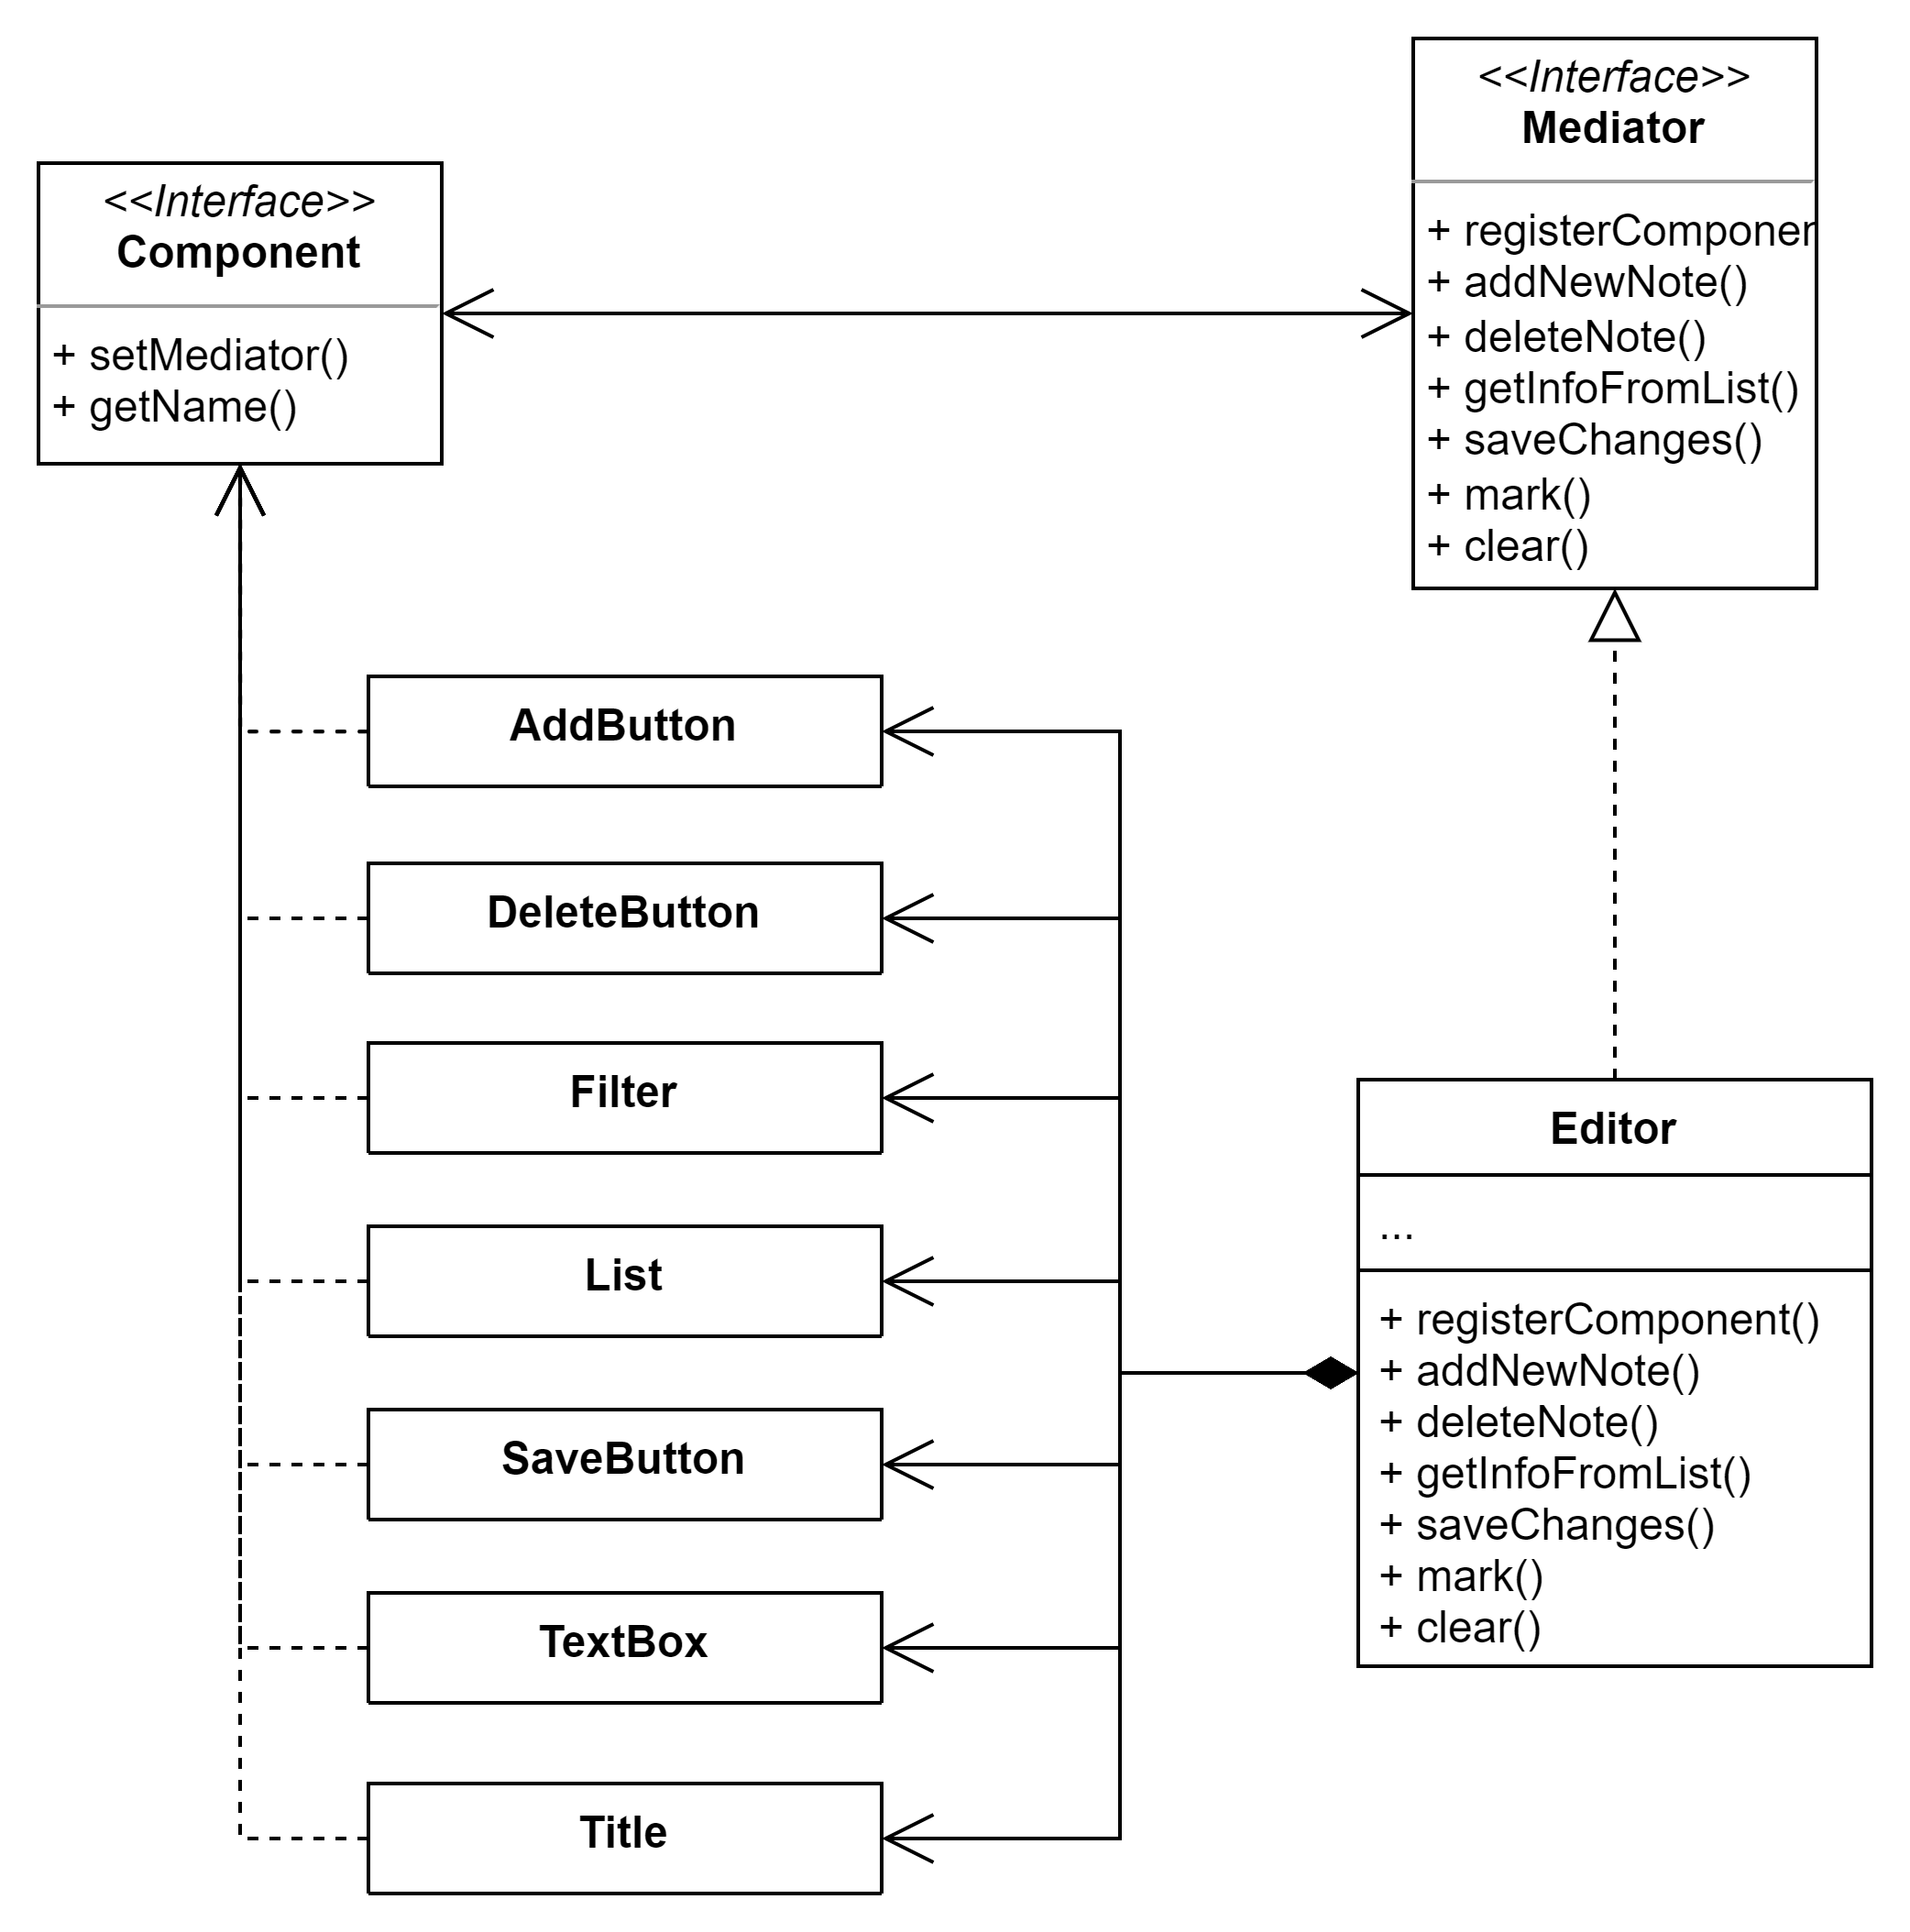 <<Interface>>
Mediator
+ registerComponen
+ addNewNote()
+ deleteNote()
+ getInfoFromList()
+ saveChanges()
+ mark()
+ clear()
<<Interface>>
Component
+ setMediator()
+ getName()
AddButton
DeleteButton
Filter
List
SaveButton
TextBox
Title
Editor
...
+ registerComponent()
+ addNewNote()
+ deleteNote()
+ getInfoFromList()
+ saveChanges()
+ mark()
+ clear()